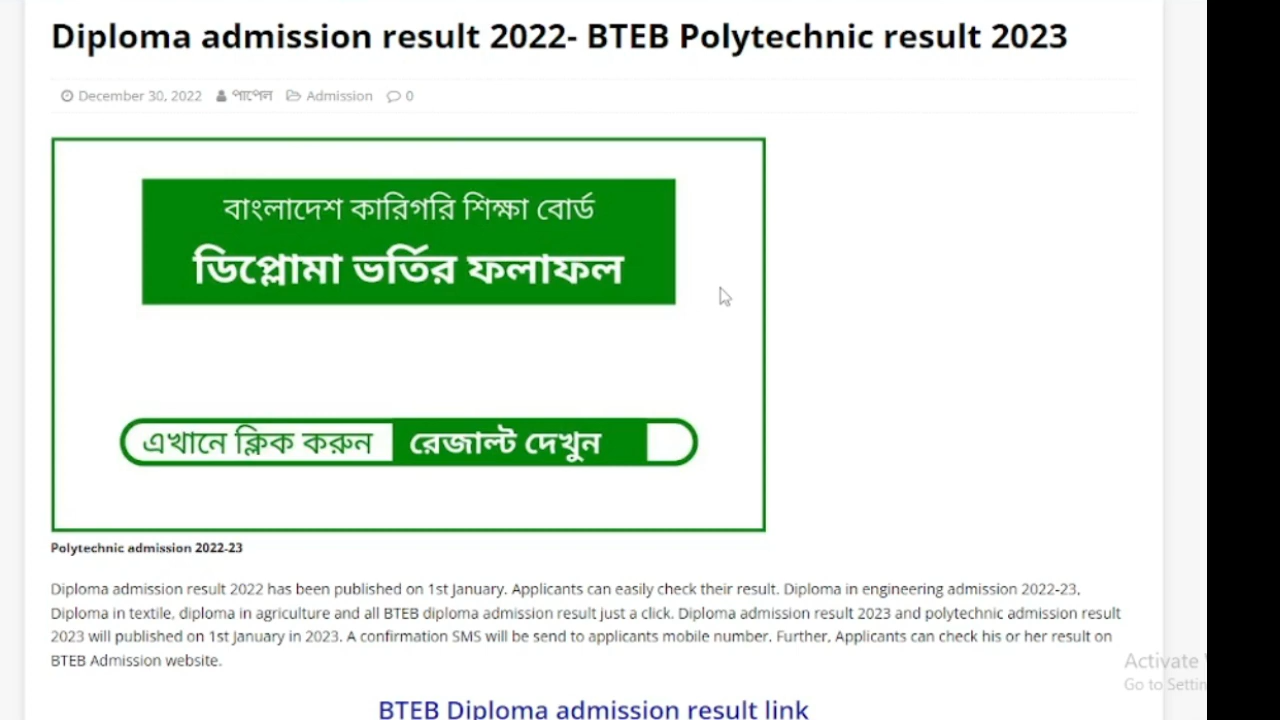 Diploma admission result 2022- BTEB Polytechnic result 2023
December 30, 2022 পাপেল Admission 0
বাংলাদেশ কারিগরি শিক্ষা বোর্ড
ডিপ্লোমা ভর্তির ফলাফল
এখানে ক্লিক করুন রেজাল্ট দেখুন
Polytechnic admission 2022-23
Diploma admission result 2022 has been published on 1st January. Applicants can easily check their result. Diploma in engineering admission 2022-23,
Diploma in textile, diploma in agriculture and all BTEB diploma admission result just a click. Diploma admission result 2023 and polytechnic admission result
2023 will published on 1st January in 2023. A confirmation SMS will be send to applicants mobile number. Further, Applicants can check his or her result on
BTEB Admission website.
Activate
Go to Settin
BTEB Diploma admission result link